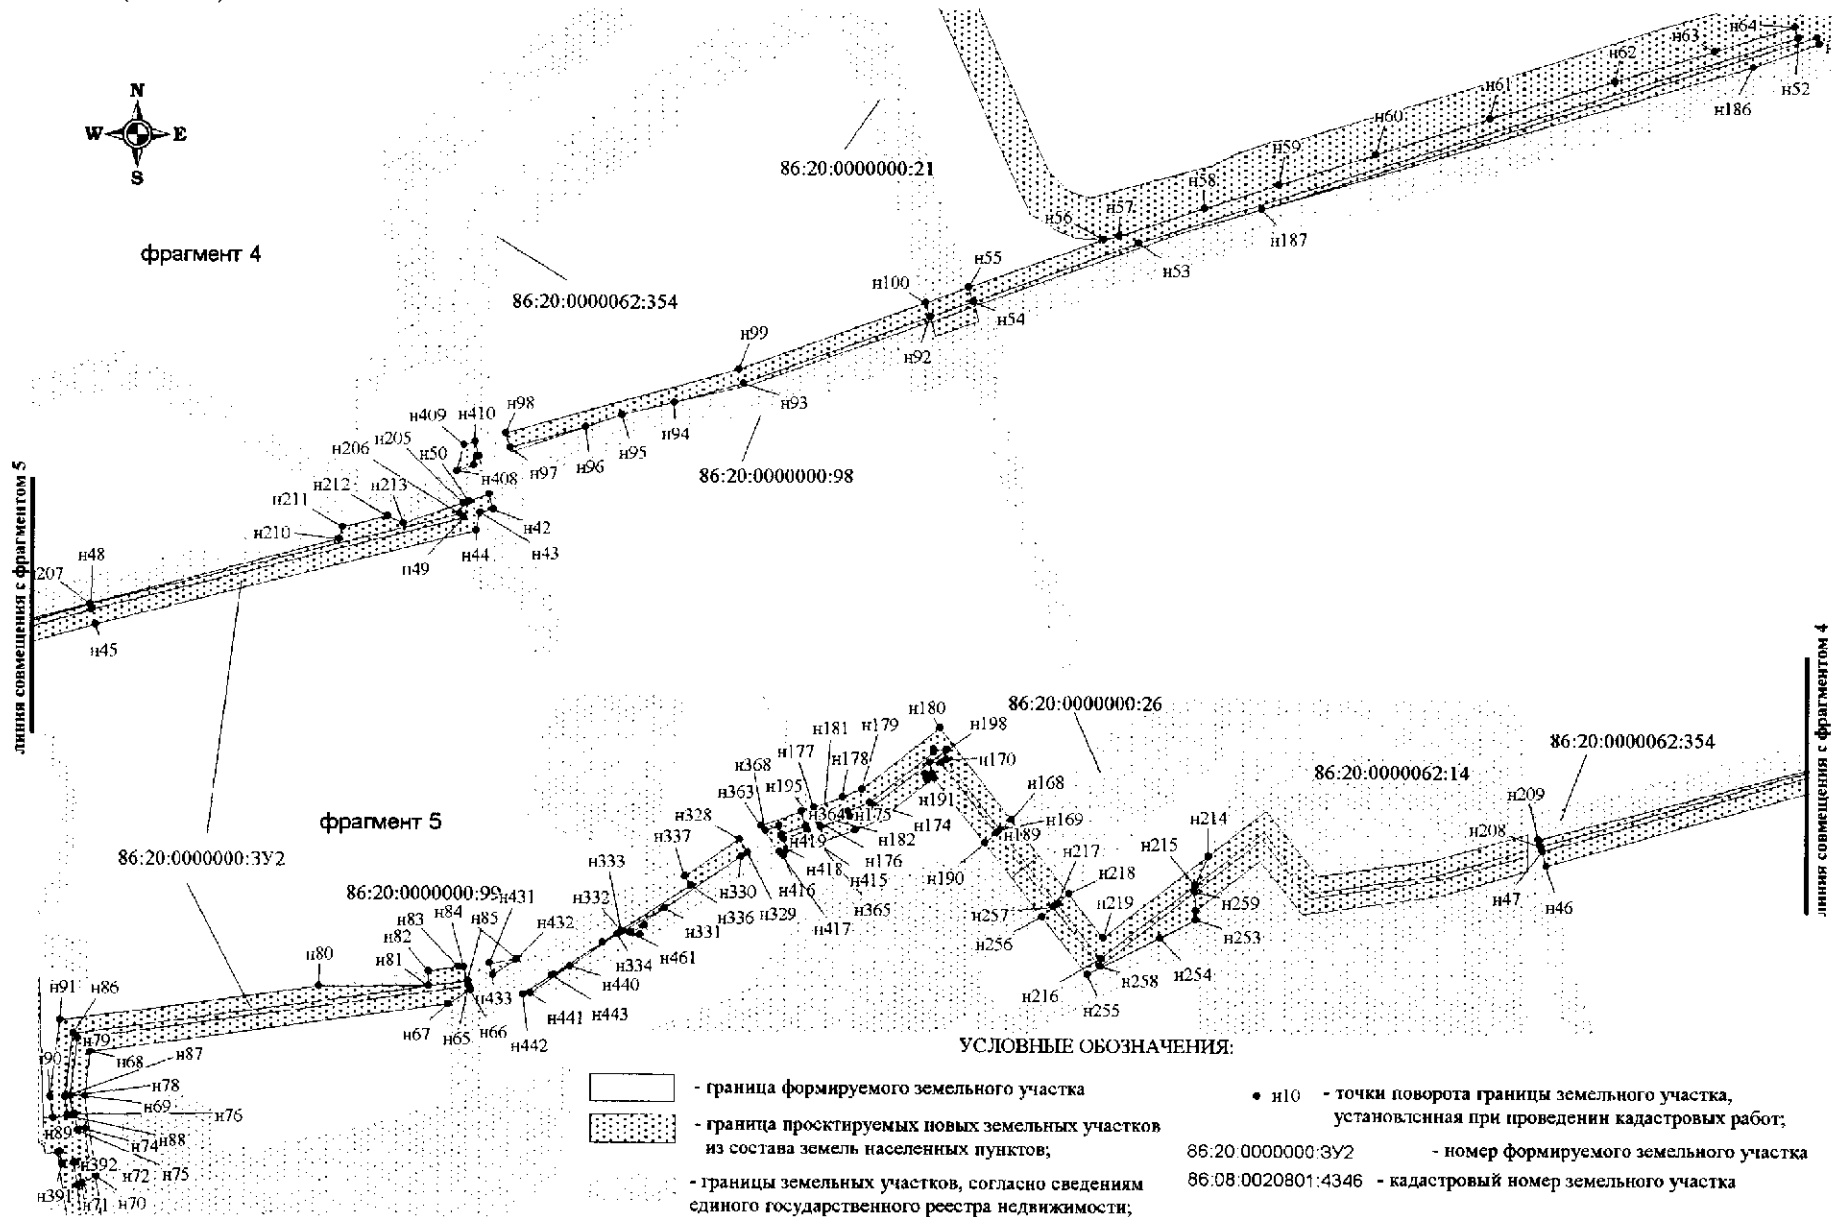 N
W E
S
фрагмент 4
86:20:0000000:21
86:20:0000062:354
86:20:0000000:98
н64
н63
н62
н52
н186
н61
н60
н59
н58
н57
н56
н187
н53
н55
н100
н54
н92
н99
н93
н94
н95
н96
н97
н98
н410
н409
н205
н50
н206
н408
н213
н212
н211
н210
н42
н43
н44
н49
н48
н45
линия совмещения с фрагментом 5
линия совмещения с фрагментом 4
фрагмент 5
86:20:0000000:ЗУ2
86:20:0000000:99
86:20:0000000:26
86:20:0000062:14
86:20:0000062:354
н180
н198
н179
н181
н178
н177
н195
н368
н363
н170
н191
н168
н169
н189
н190
н174
н175
н364
н182
н176
н419
н418
н415
н416
н365
н417
н328
н337
н330
н329
н336
н333
н332
н331
н334
н461
н440
н443
н441
н442
н431
н432
н433
н84
н85
н83
н82
н81
н80
н66
н65
н67
н91
н86
н79
н90
н68
н87
н78
н69
н76
н89
н88
н74
н75
н392
н72
н391
н71
н70
н217
н218
н219
н257
н256
н216
н255
н258
н254
н253
н259
н215
н214
н209
н208
н47
н46
УСЛОВНЫЕ ОБОЗНАЧЕНИЯ:
- граница формируемого земельного участка
- граница проектируемых новых земельных участков
из состава земель населенных пунктов;
- границы земельных участков, согласно сведениям
единого государственного реестра недвижимости;
н10 - точки поворота границы земельного участка,
установленная при проведении кадастровых работ;
86:20:0000000:ЗУ2 - номер формируемого земельного участка
86:08:0020801:4346 - кадастровый номер земельного участка